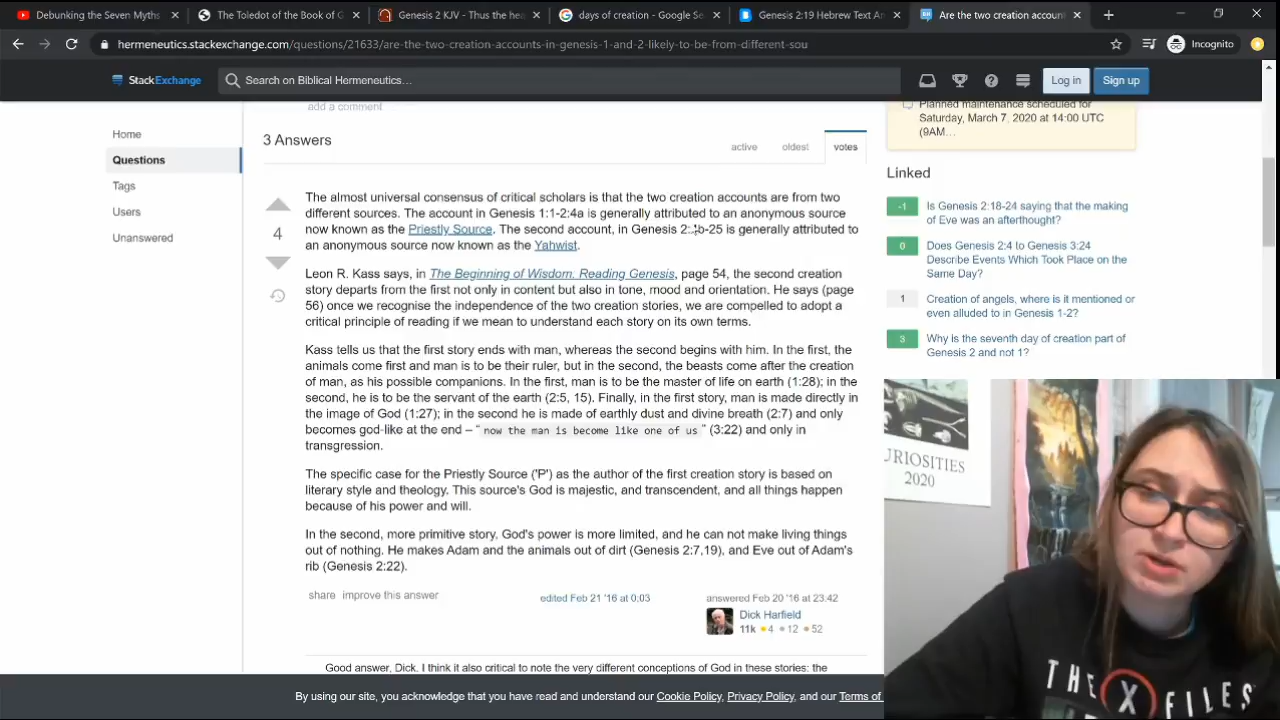 Debunking the Seven Myths
The Toledot of the Book of G
Genesis 2 KJV - Thus the hea
days of creation - Google Se
Genesis 2:19 Hebrew Text An
Are the two creation account
hermeneutics.stackexchange.com/questions/21633/are-the-two-creation-accounts-in-genesis-1-and-2-likely-to-be-from-different-sou
Incognito
StackExchange
Search on Biblical Hermeneutics…
Log in
Sign up
Home
Questions
Tags
Users
Unanswered
add a comment
3 Answers
active
oldest
votes
4
The almost universal consensus of critical scholars is that the two creation accounts are from two
different sources. The account in Genesis 1:1-2:4a is generally attributed to an anonymous source
now known as the Priestly Source. The second account, in Genesis is generally attributed to
an anonymous source now known as the Yahwist.
Leon R. Kass says, in The Beginning of Wisdom. Reading Genesis, page 54, the second creation
story departs from the first not only in content but also in tone, mood and orientation. He says (page
56) once we recognise the independence of the two creation stories, we are compelled to adopt a
critical principle of reading if we mean to understand each story on its own terms.
Kass tells us that the first story ends with man, whereas the second begins with him. In the first, the
animals come first and man is to be their ruler, but in the second, the beasts come after the creation
of man, as his possible companions. In the first, man is to be the master of life on earth (1:28); in the
second, he is to be the servant of the earth (2:5, 15). Finally, in the first story, man is made directly in
the image of God (1:27); in the second he is made of earthly dust and divine breath (2:7) and only
becomes god-like at the end – "now the man is become like one of us" (3:22) and only in
transgression.
The specific case for the Priestly Source ('P') as the author of the first creation story is based on
literary style and theology. This source's God is majestic, and transcendent, and all things happen
because of his power and will.
In the second, more primitive story, God's power is more limited, and he can not make living things
out of nothing. He makes Adam and the animals out of dirt (Genesis 2:7,19), and Eve out of Adam's
rib (Genesis 2:22).
share improve this answer
edited Feb 21 '16 at 0:03
answered Feb 20 '16 at 23:42
Dick Harfield
11k 4 12 52
Good answer, Dick. I think it also critical to note the very different conceptions of God in these stories: the
Planned maintenance scheduled for
Saturday, March 7, 2020 at 14:00 UTC
(9AM…
Linked
-1
Is Genesis 2:18-24 saying that the making
of Eve was an afterthought?
0
Does Genesis 2:4 to Genesis 3:24
Describe Events Which Took Place on the
Same Day?
1
Creation of angels, where is it mentioned or
even alluded to in Genesis 1-2?
3
Why is the seventh day of creation part of
Genesis 2 and not 1?
By using our site, you acknowledge that you have read and understand our Cookie Policy, Privacy Policy, and our Terms of
URIOSITIES
2020
THE X FILES